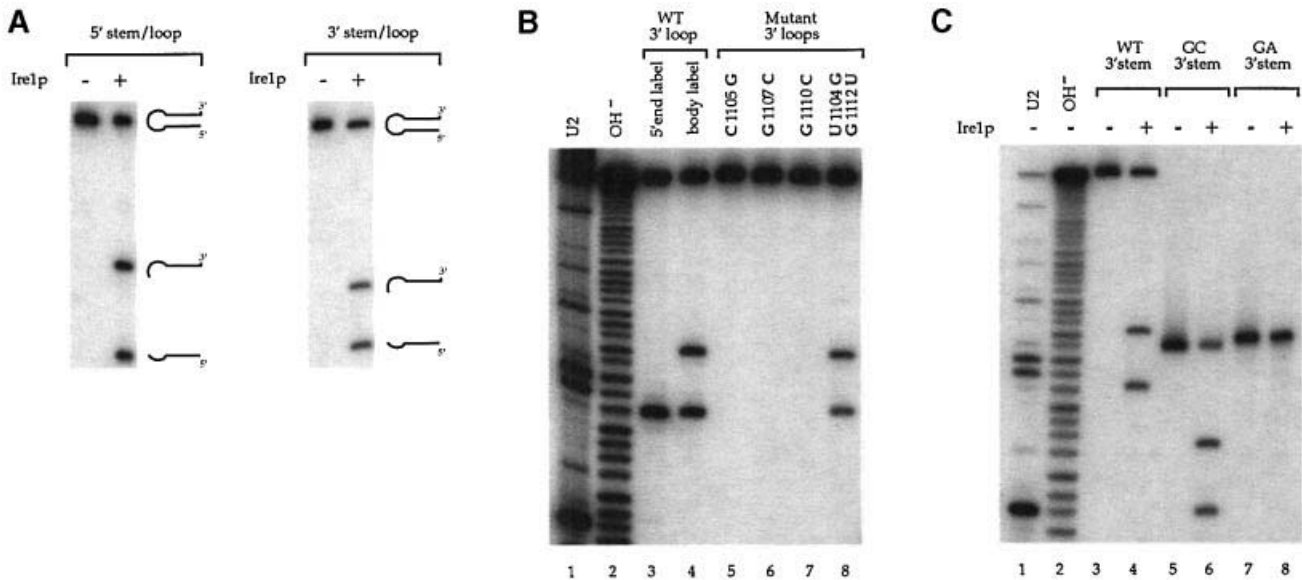 A
5' stem/loop
3' stem/loop
Ire1p - +
Ire1p - +
3'
5'
3'
5'
3'
3'
5'
5'
B
WT
3' loop
Mutant
3' loops
U2
OH⁻
5' end label
body label
C 1105 G
G 1107 C
G 1110 C
U 1104 G
G 1112 U
1 2 3 4 5 6 7 8
C
WT
3'stem
GC
3'stem
GA
3'stem
U2
OH⁻
Ire1p - - - + - + - +
1 2 3 4 5 6 7 8